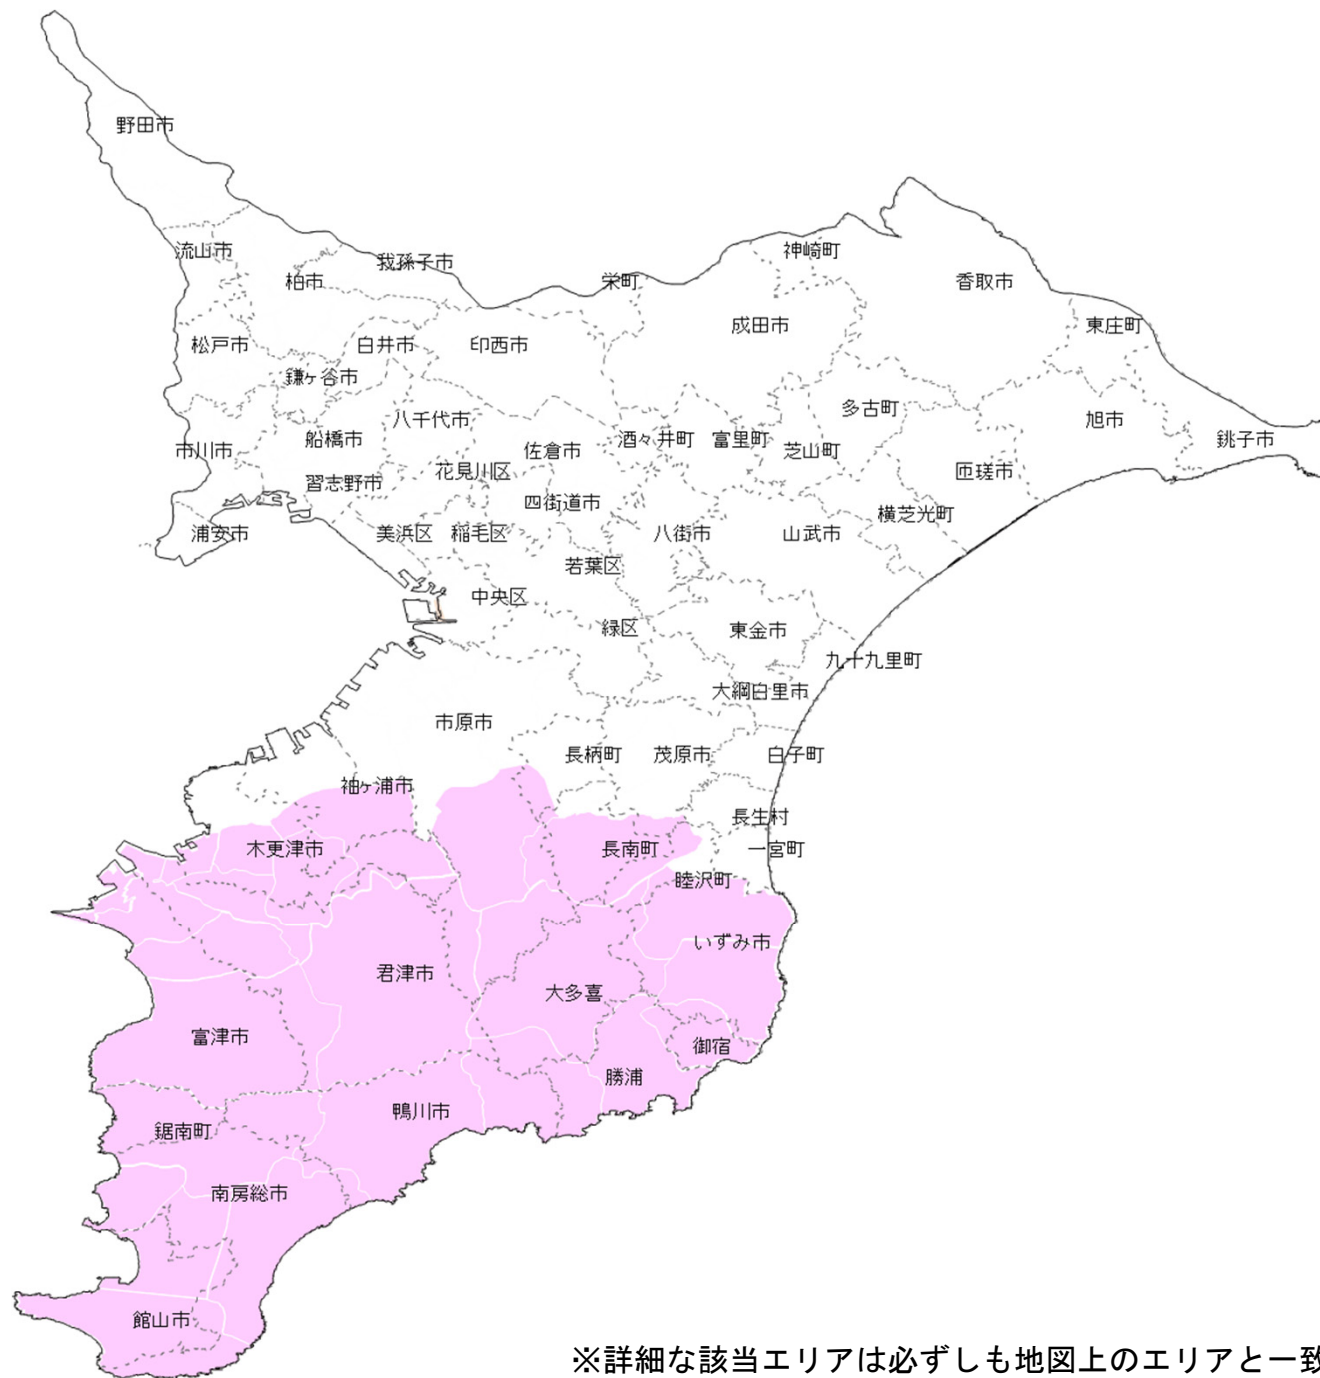 野田市
流山市
我孫子市
柏市
神崎町
栄町
香取市
成田市
東庄町
松戸市
白井市
印西市
鎌ヶ谷市
多古町
八千代市
旭市
船橋市
酒々井町
富里町
銚子市
市川市
佐倉市
芝山町
花見川区
匝瑳市
習志野市
四街道市
横芝光町
浦安市
美浜区
稲毛区
八街市
山武市
若葉区
中央区
緑区
東金市
九十九里町
大網白里市
市原市
長柄町
茂原市
白子町
袖ヶ浦市
長生村
木更津市
長南町
一宮町
睦沢町
いずみ市
君津市
大多喜
富津市
御宿
勝浦
鴨川市
鋸南町
南房総市
館山市
※詳細な該当エリアは必ずしも地図上のエリアと一致